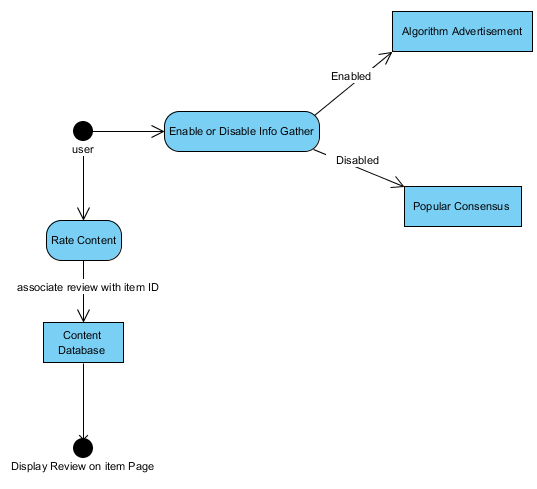 Algorithm Advertisement
Enabled
Enable or Disable Info Gather
user
Disabled
Popular Consensus
Rate Content
associate review with item ID
Content
Database
Display Review on item Page